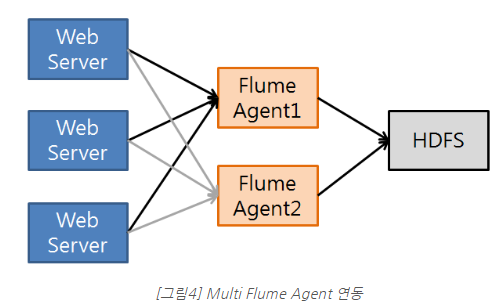 Web
Server
Web
Server
Web
Server
Flume
Agent1
Flume
Agent2
HDFS
[그림4] Multi Flume Agent 연동